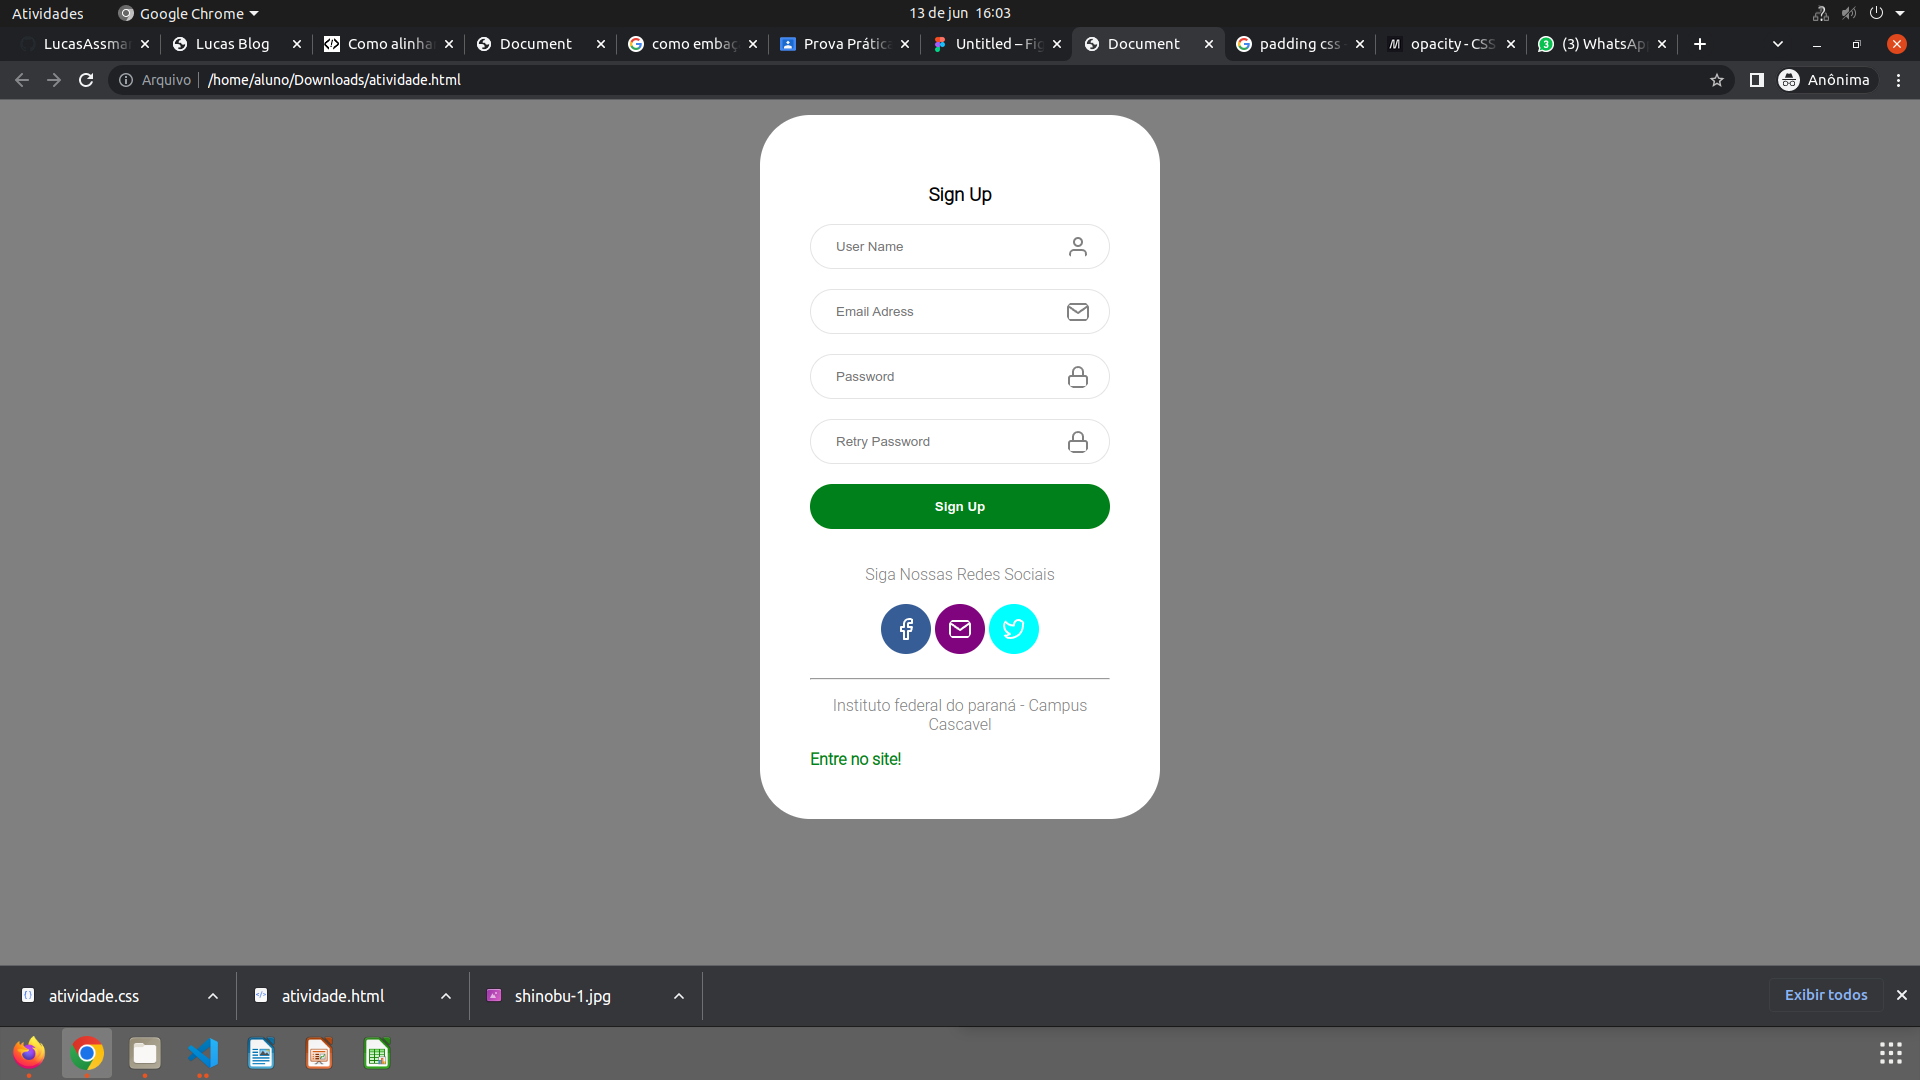 Atividades
Google Chrome
13 de jun 16:03
LucasAssma
Lucas Blog
Como alinha
Document
como embaç
Prova Prátic
Untitled – Fig
Document
padding css
opacity - CSS
(3) WhatsAp
Arquivo
/home/aluno/Downloads/atividade.html
Anônima
Sign Up
User Name
Email Adress
Password
Retry Password
Sign Up
Siga Nossas Redes Sociais
Instituto federal do paraná - Campus
Cascavel
Entre no site!
atividade.css
atividade.html
shinobu-1.jpg
Exibir todos